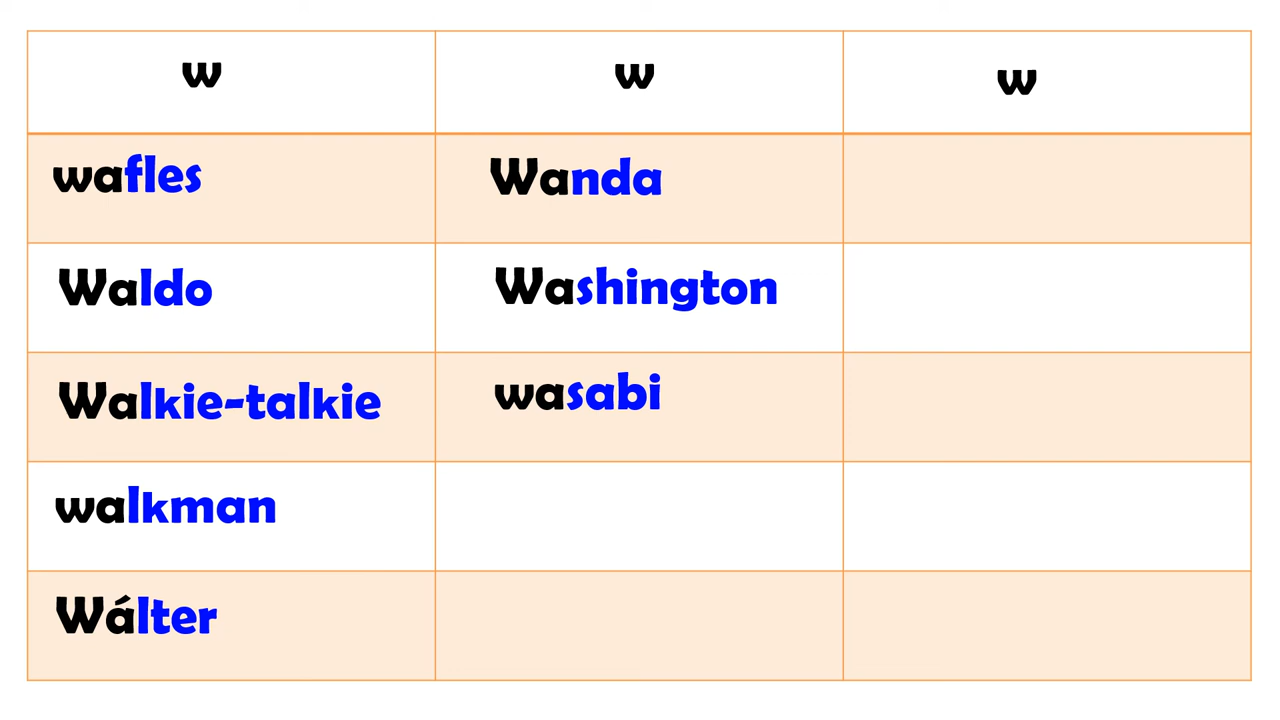 w w w
wafles Wanda
Waldo Washington
Walkie-talkie wasabi
walkman
Wálter